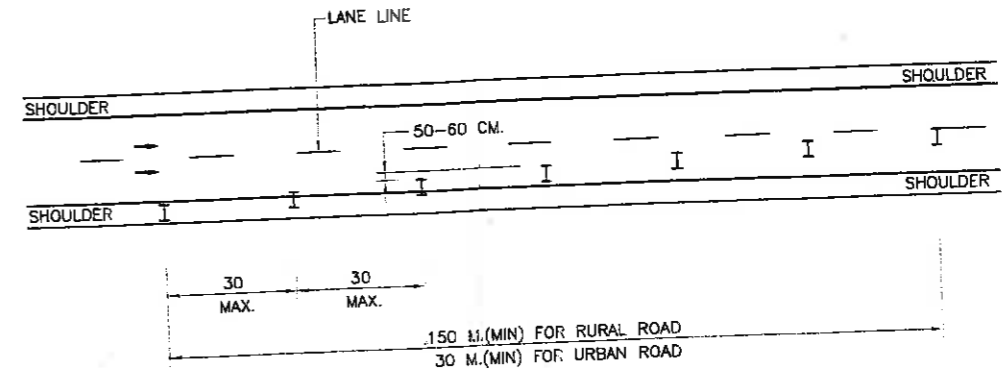 LANE LINE
SHOULDER
SHOULDER
50-60 CM.
SHOULDER
SHOULDER
30
MAX.
30
MAX.
150 M.(MIN) FOR RURAL ROAD
30 M.(MIN) FOR URBAN ROAD